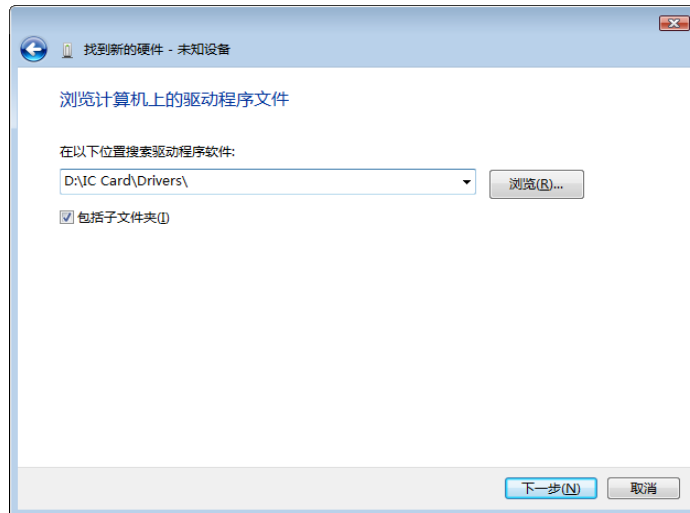 找到新的硬件 - 未知设备
浏览计算机上的驱动程序文件
在以下位置搜索驱动程序软件:
D:\IC Card\Drivers\
浏览(R)...
包括子文件夹(I)
下一步(N)
取消